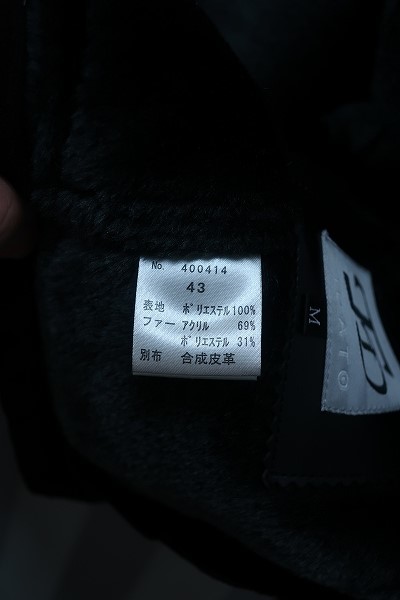 No. 400414
43
表地 ポリエステル100%
ファー アクリル 69%
ポリエステル 31%
別布 合成皮革
M